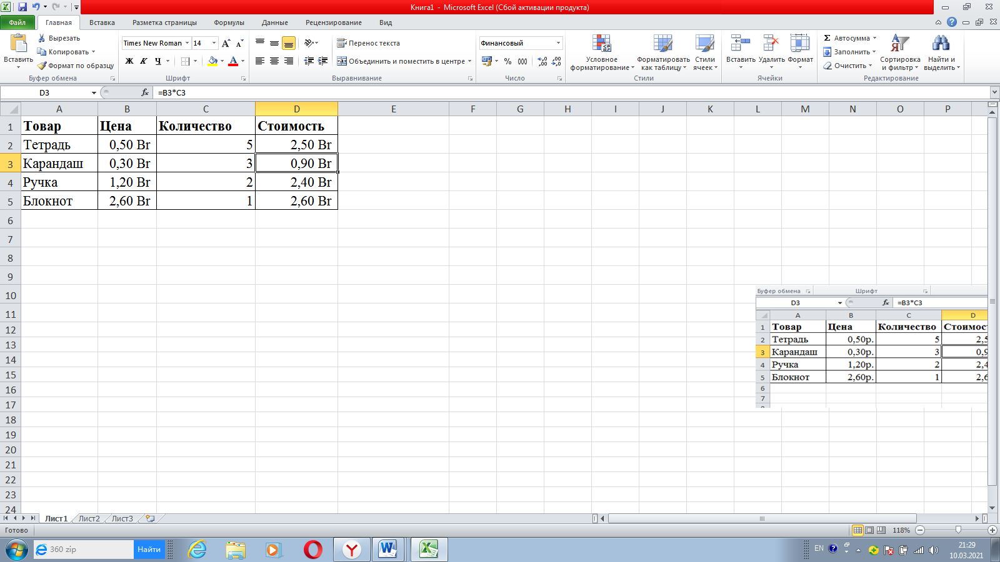 Книга1 - Microsoft Excel (Сбой активации продукта)
Файл Главная Вставка Разметка страницы Формулы Данные Рецензирование Вид
Вставить
Вырезать
Копировать
Формат по образцу
Буфер обмена
Times New Roman 14
Ж К Ч
Шрифт
Перенос текста
Объединить и поместить в центре
Выравнивание
Финансовый
% 000
Число
Условное форматирование
Форматировать как таблицу
Стили ячеек
Стили
Вставить Удалить Формат
Ячейки
Σ Автосумма
Заполнить
Очистить
Сортировка и фильтр
Найти и выделить
Редактирование
D3 fx =B3*C3
A B C D E F G H I J K L M N O P
1 Товар Цена Количество Стоимость
2 Тетрадь 0,50 Br 5 2,50 Br
3 Карандаш 0,30 Br 3 0,90 Br
4 Ручка 1,20 Br 2 2,40 Br
5 Блокнот 2,60 Br 1 2,60 Br
6
7
8
9
10
11
12
13
14
15
16
17
18
19
20
21
22
23
24
Буфер обмена Шрифт
D3 fx =B3*C3
A B C D
1 Товар Цена Количество Стоимос
2 Тетрадь 0,50р. 5 2,5
3 Карандаш 0,30р. 3 0,9
4 Ручка 1,20р. 2 2,4
5 Блокнот 2,60р. 1 2,6
6
7
Лист1 Лист2 Лист3
Готово 118%
360 zip Найти
EN 21:29
10.03.2021